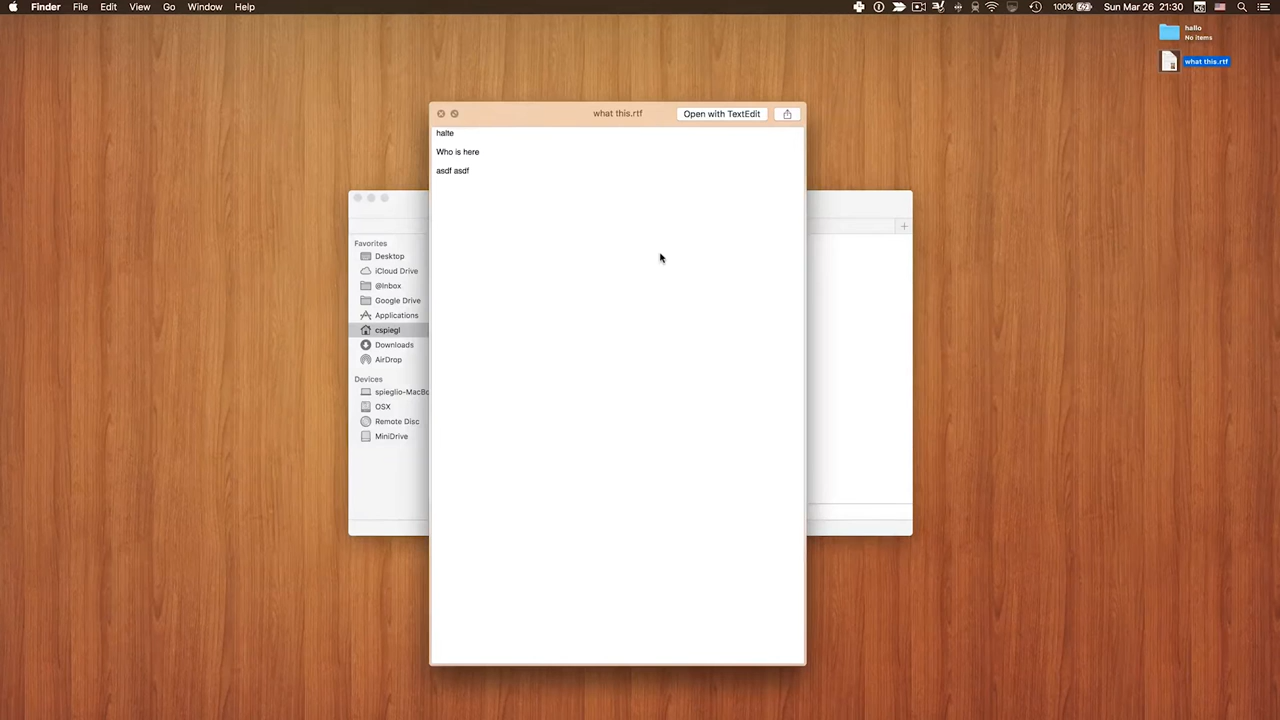 Finder File Edit View Go Window Help 100% Sun Mar 26 21:30
hallo
No items
what this.rtf
what this.rtf Open with TextEdit
halte
Who is here
asdf asdf
Favorites
Desktop
iCloud Drive
@Inbox
Google Drive
Applications
cspiegl
Downloads
AirDrop
Devices
spieglio-MacBo
OSX
Remote Disc
MiniDrive